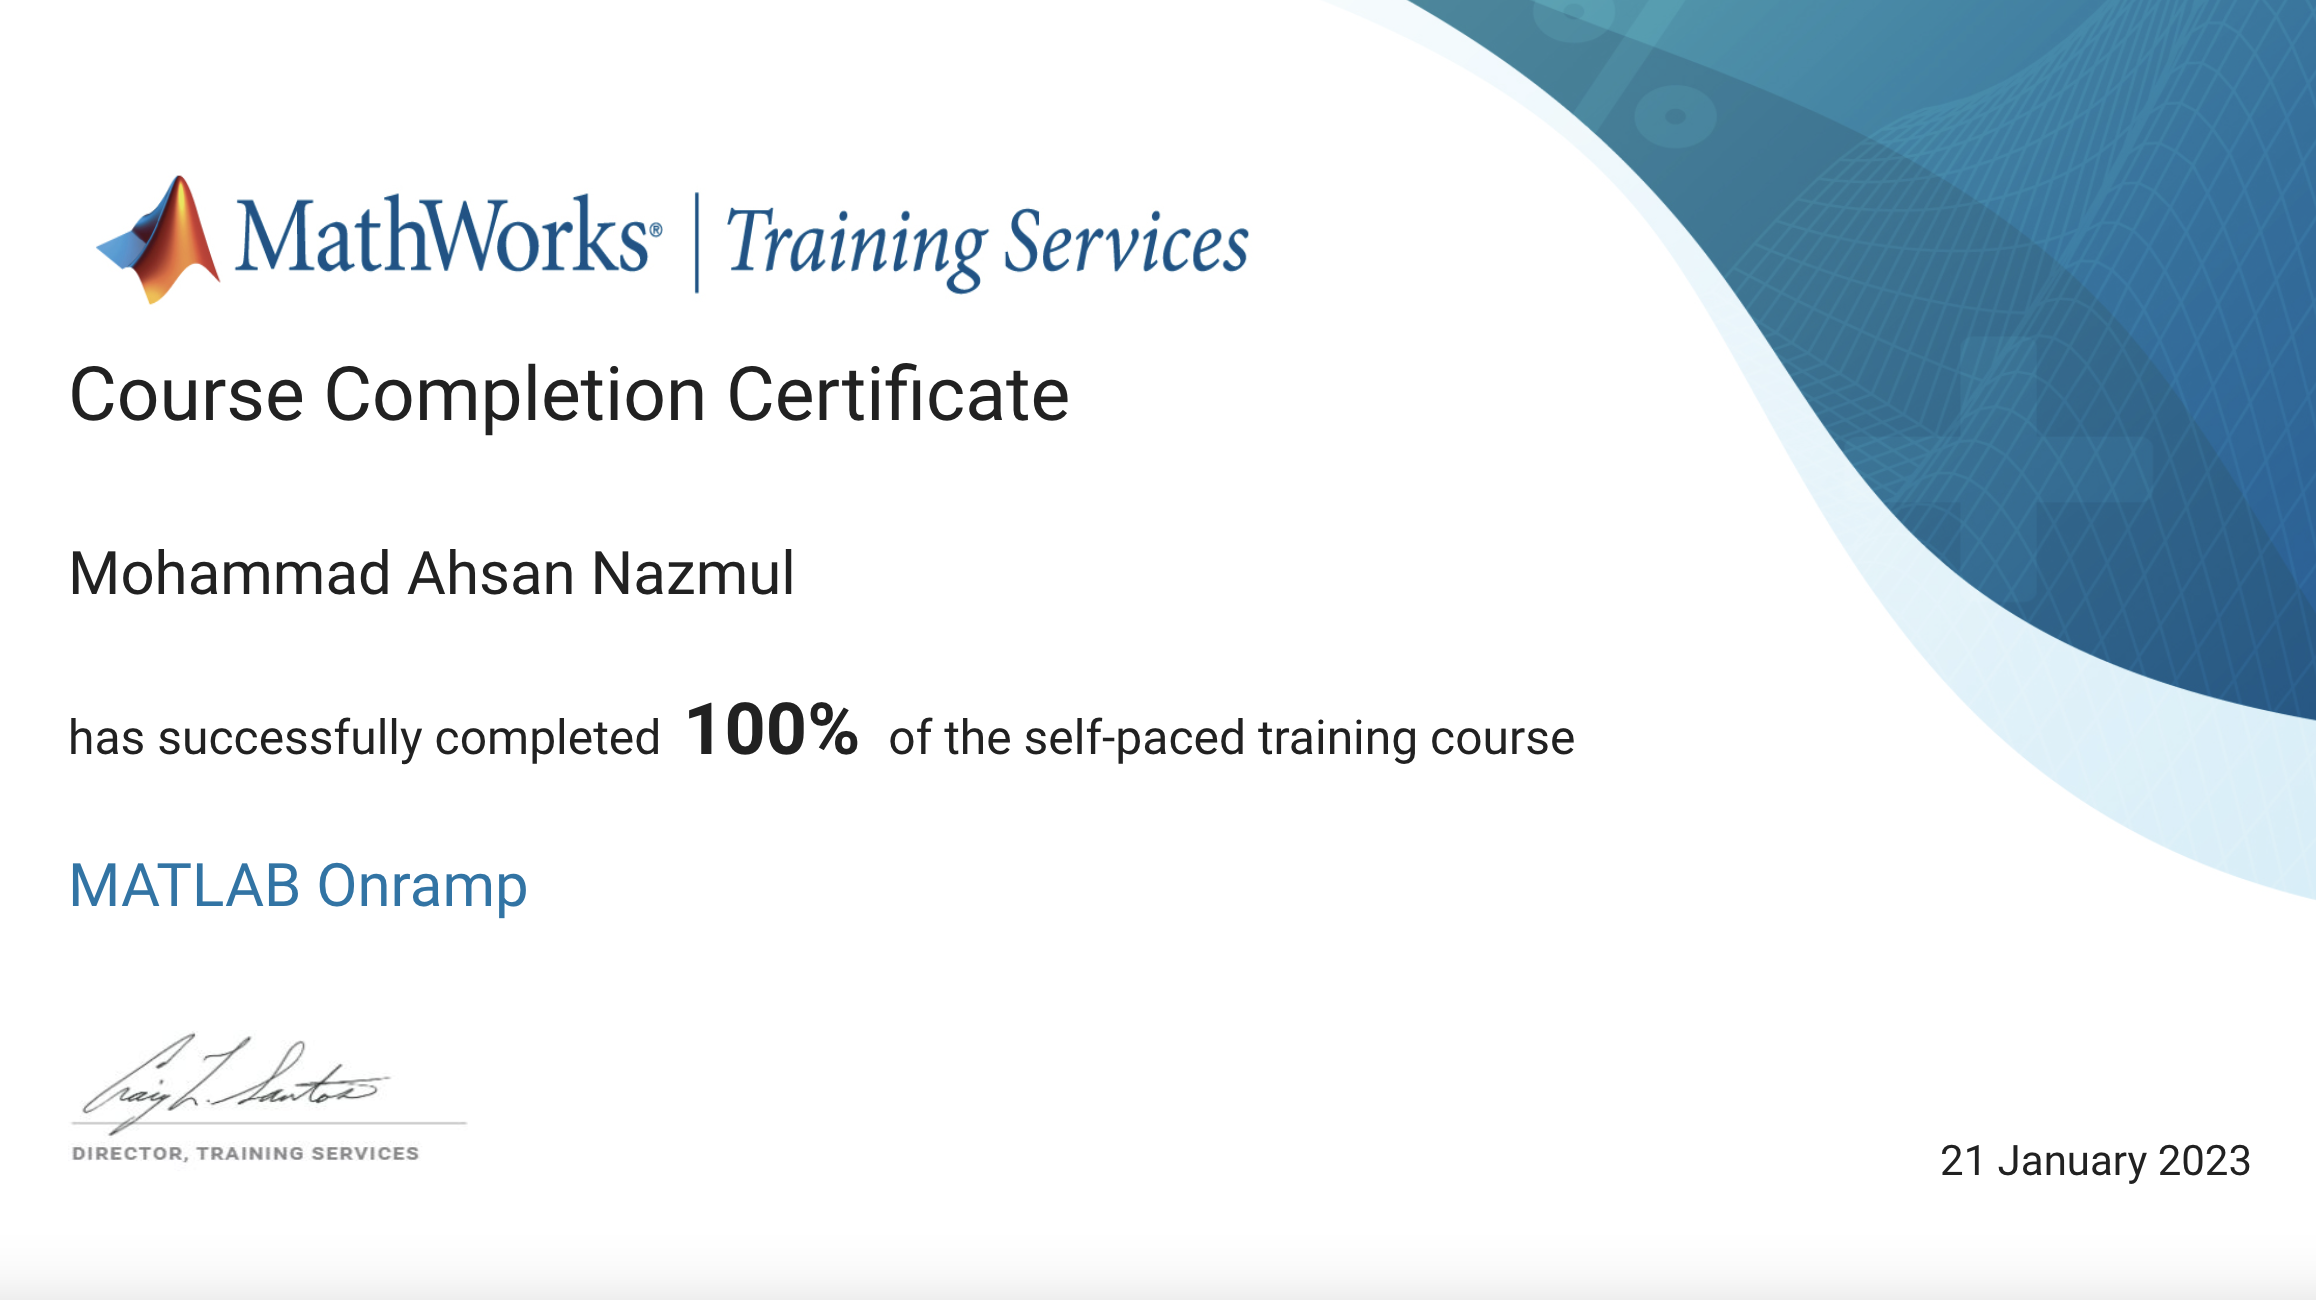 MathWorks® | Training Services
Course Completion Certificate
Mohammad Ahsan Nazmul
has successfully completed 100% of the self-paced training course
MATLAB Onramp
Craig L. Santos
DIRECTOR, TRAINING SERVICES
21 January 2023